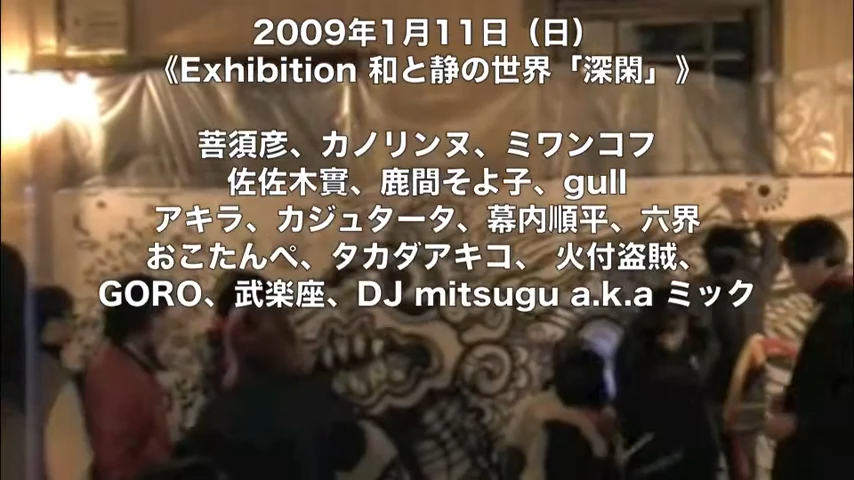 2009年1月11日（日）
《Exhibition 和と静の世界「深閑」》
菩須彦、カノリンヌ、ミワンコフ
佐佐木實、鹿間そよ子、gull
アキラ、カジュタータ、幕内順平、六界
おこたんぺ、タカダアキコ、 火付盗賊、
GORO、武楽座、DJ mitsugu a.k.a ミック